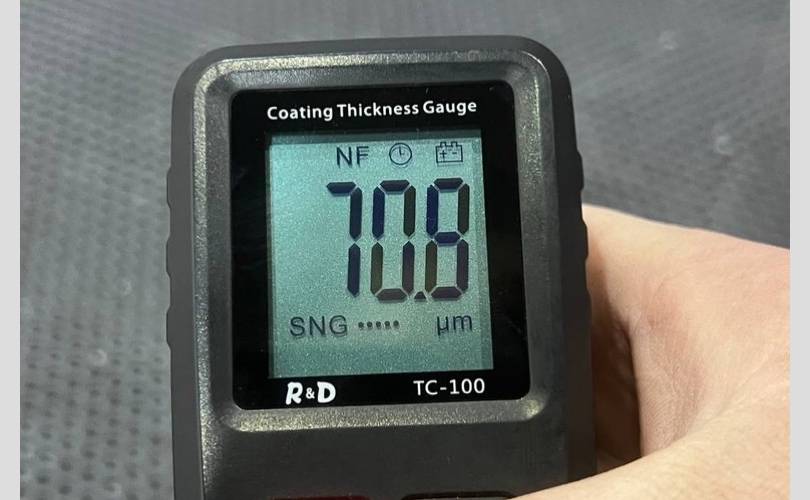 Coating Thickness Gauge
NF
70.8
SNG ..... µm
R&D TC-100